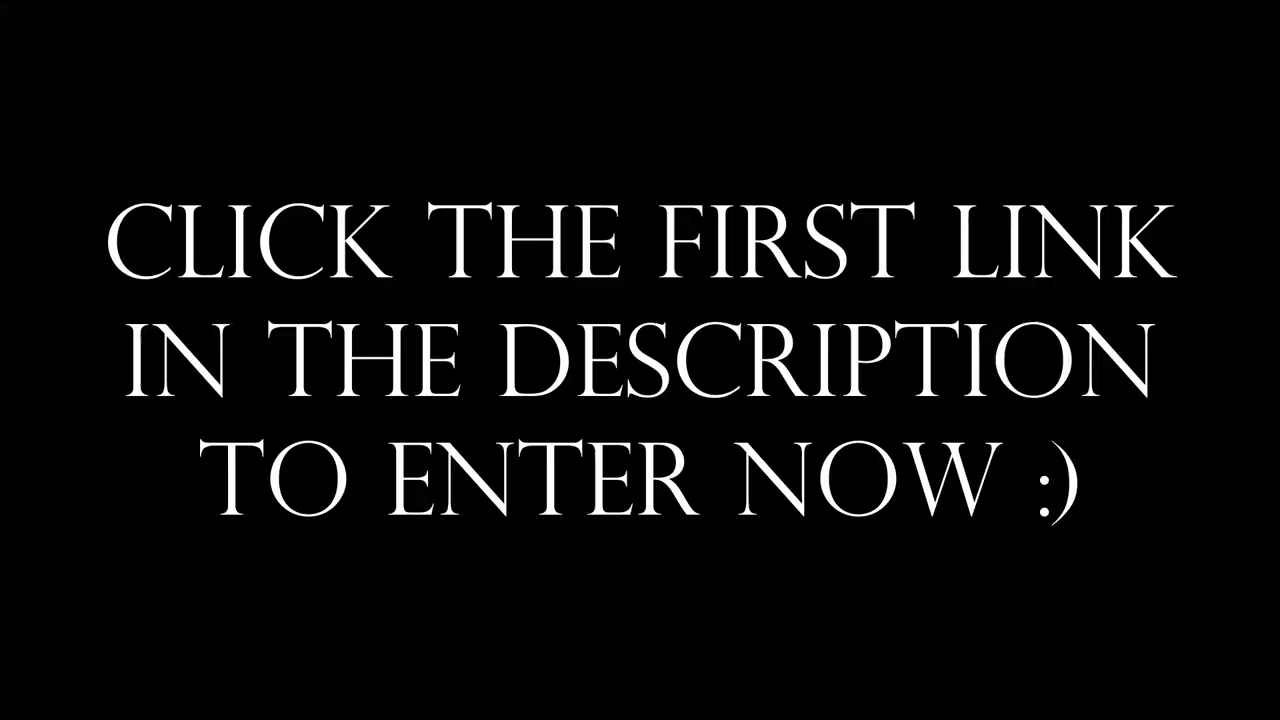 CLICK THE FIRST LINK
IN THE DESCRIPTION
TO ENTER NOW :)